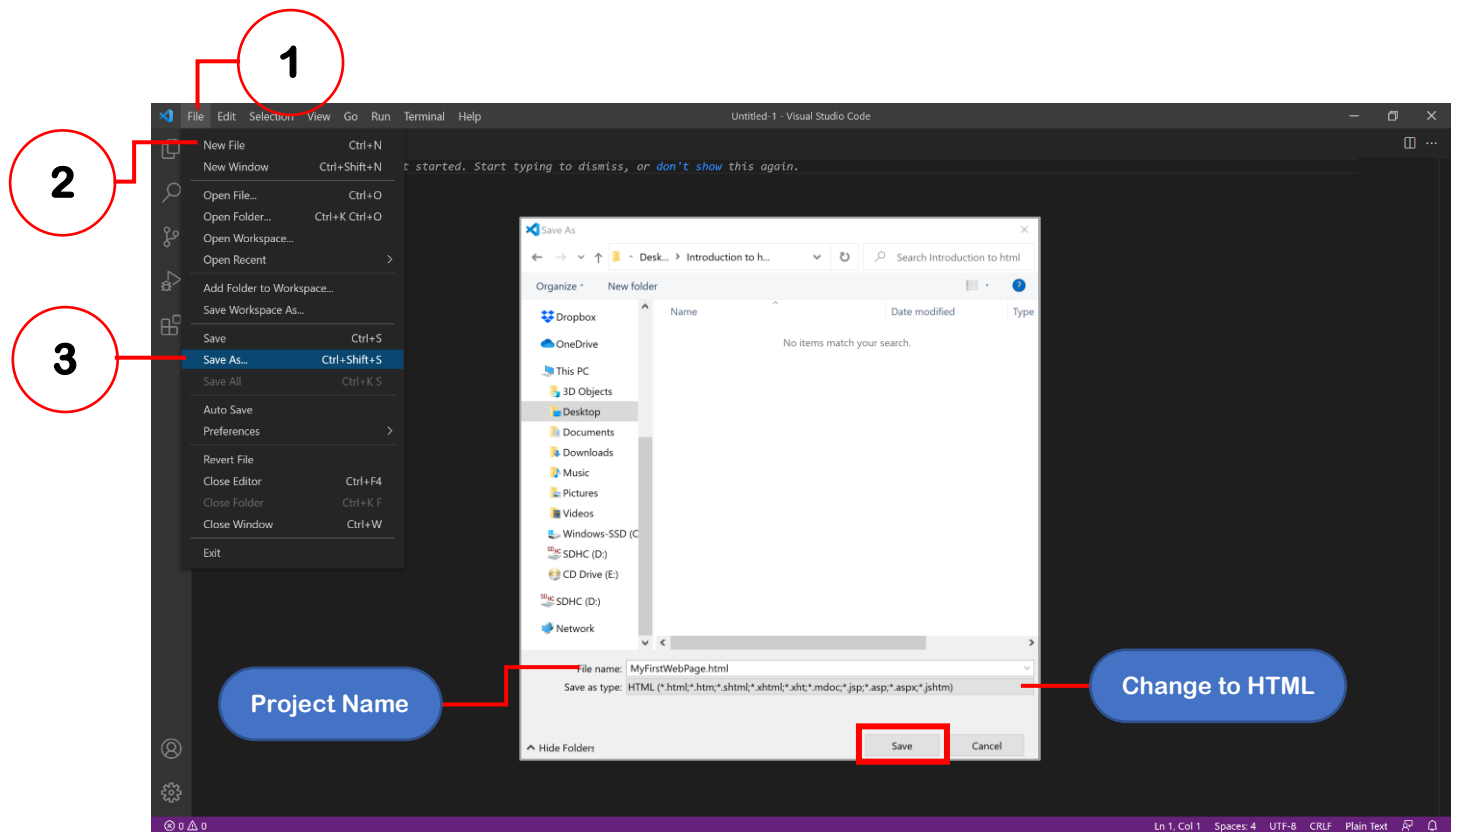 1
File Edit Selection View Go Run Terminal Help
Untitled-1 - Visual Studio Code
2
New File Ctrl+N
New Window Ctrl+Shift+N
Open File... Ctrl+O
Open Folder... Ctrl+K Ctrl+O
Open Workspace...
Open Recent >
Add Folder to Workspace...
Save Workspace As...
Save Ctrl+S
3
Save As... Ctrl+Shift+S
Save All Ctrl+K S
Auto Save
Preferences >
Revert File
Close Editor Ctrl+F4
Close Folder Ctrl+K F
Close Window Ctrl+W
Exit
t started. Start typing to dismiss, or don't show this again.
Save As
Desk... > Introduction to h...
Search Introduction to html
Organize
New folder
Name
Date modified
Type
No items match your search.
Dropbox
OneDrive
This PC
3D Objects
Desktop
Documents
Downloads
Music
Pictures
Videos
Windows-SSD (C
SDHC (D:)
CD Drive (E:)
SDHC (D:)
Network
File name: MyFirstWebPage.html
Save as type: HTML (*.html;*.htm;*.shtml;*.xhtml;*.xht;*.mdoc;*.jsp;*.asp;*.aspx;*.jshtm)
Project Name
Change to HTML
Hide Folders
Save
Cancel
0 0
Ln 1, Col 1 Spaces: 4 UTF-8 CRLF Plain Text